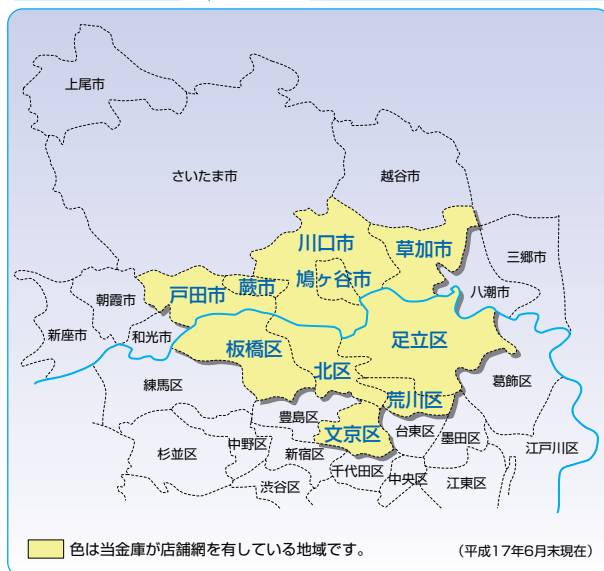 上尾市
さいたま市
越谷市
川口市
草加市
三郷市
鳩ヶ谷市
蕨市
戸田市
朝霞市
八潮市
新座市
和光市
足立区
板橋区
北区
練馬区
荒川区
葛飾区
豊島区
文京区
台東区
墨田区
中野区
杉並区
新宿区
江戸川区
千代田区
中央区
江東区
渋谷区
色は当金庫が店舗網を有している地域です。
(平成17年6月末現在)